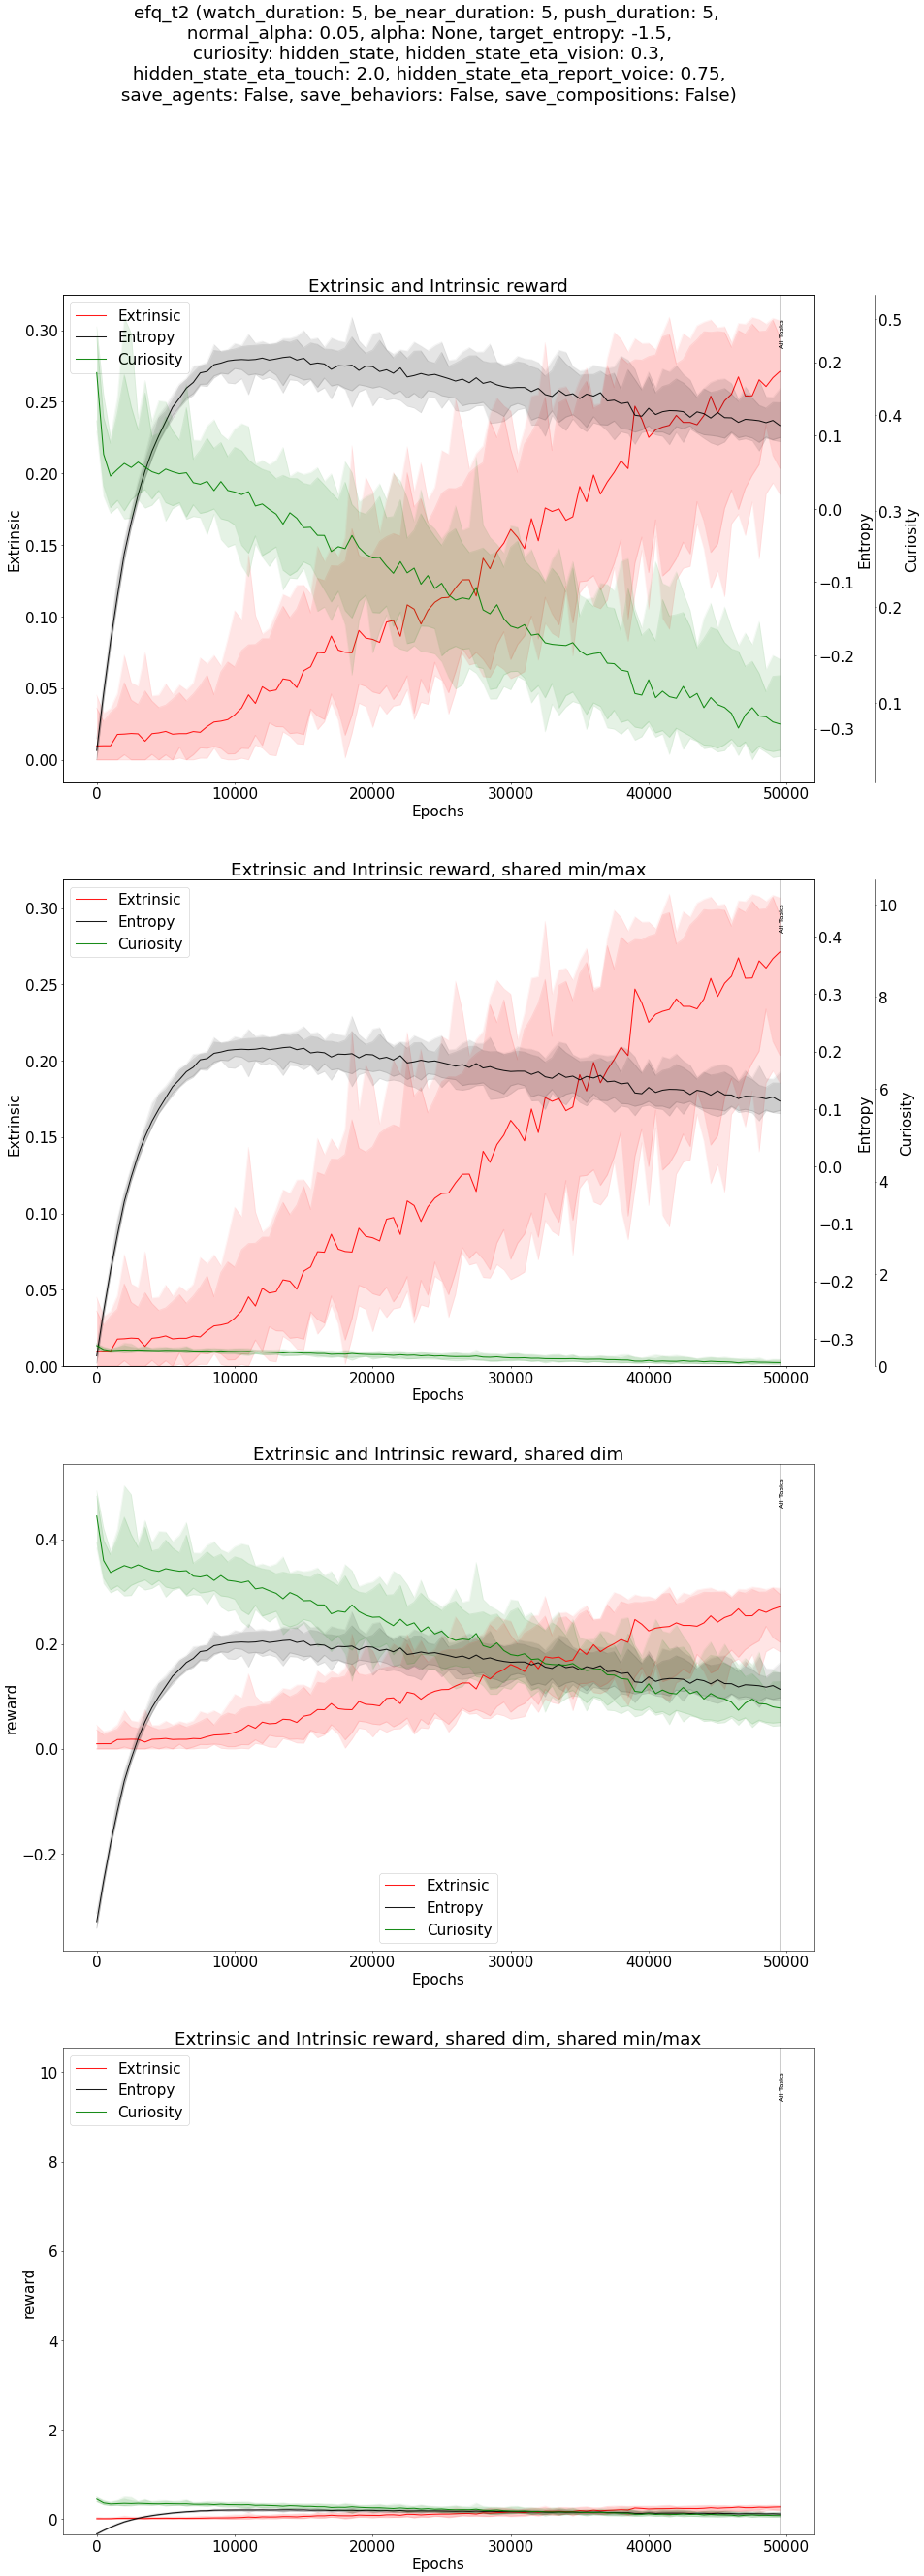 efq_t2 (watch_duration: 5, be_near_duration: 5, push_duration: 5,
normal_alpha: 0.05, alpha: None, target_entropy: -1.5,
curiosity: hidden_state, hidden_state_eta_vision: 0.3,
hidden_state_eta_touch: 2.0, hidden_state_eta_report_voice: 0.75,
save_agents: False, save_behaviors: False, save_compositions: False)
Extrinsic and Intrinsic reward
Extrinsic
Entropy
Curiosity
All Tasks
0.30
0.25
0.20
0.15
0.10
0.05
0.00
Extrinsic
0.2
0.1
0.0
−0.1
−0.2
−0.3
Entropy
0.5
0.4
0.3
0.2
0.1
Curiosity
0 10000 20000 30000 40000 50000
Epochs
Extrinsic and Intrinsic reward, shared min/max
Extrinsic
Entropy
Curiosity
All Tasks
0.30
0.25
0.20
0.15
0.10
0.05
0.00
Extrinsic
0.4
0.3
0.2
0.1
0.0
−0.1
−0.2
−0.3
Entropy
10
8
6
4
2
0
Curiosity
0 10000 20000 30000 40000 50000
Epochs
Extrinsic and Intrinsic reward, shared dim
All Tasks
0.4
0.2
0.0
−0.2
reward
Extrinsic
Entropy
Curiosity
0 10000 20000 30000 40000 50000
Epochs
Extrinsic and Intrinsic reward, shared dim, shared min/max
Extrinsic
Entropy
Curiosity
All Tasks
10
8
6
4
2
0
reward
0 10000 20000 30000 40000 50000
Epochs